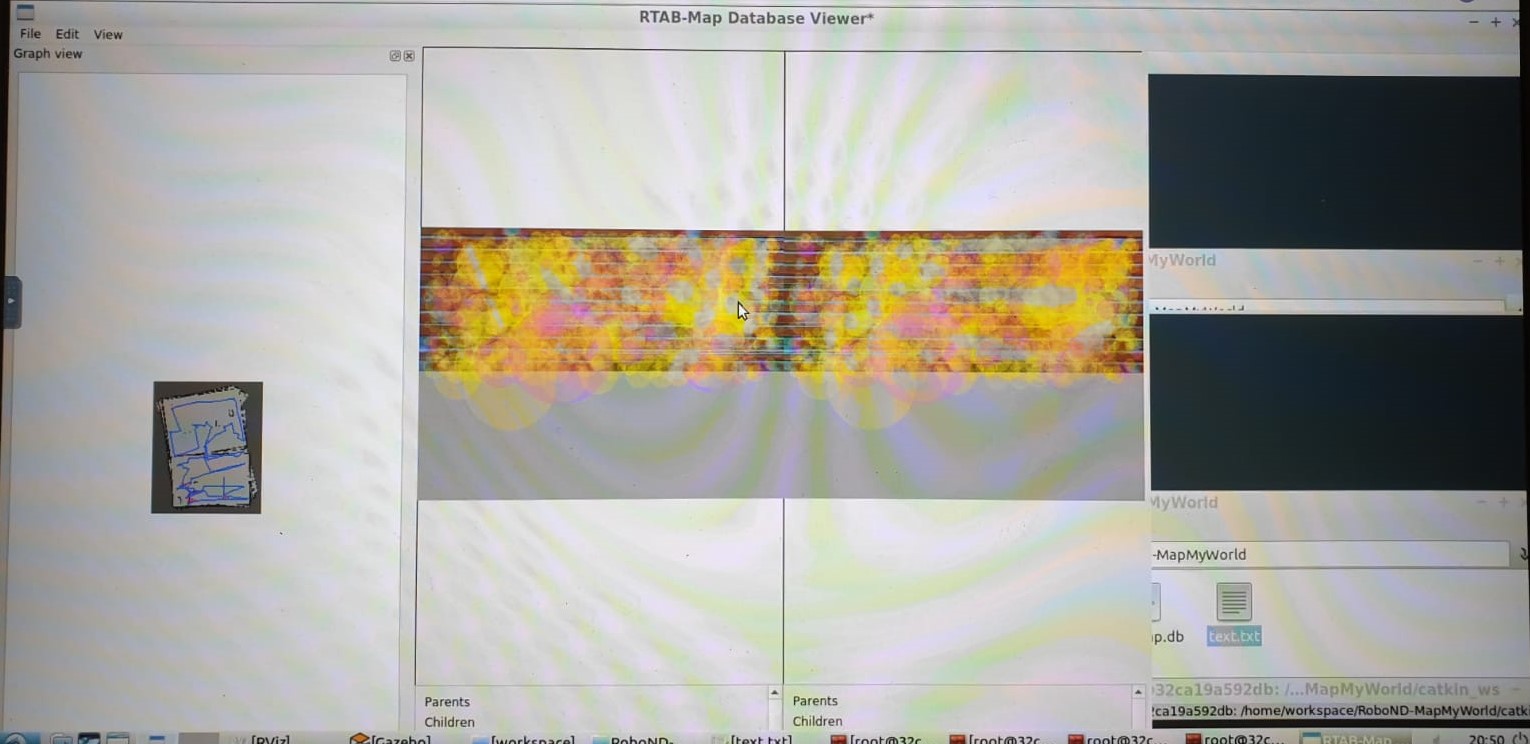 RTAB-Map Database Viewer*
File Edit View
Graph view
MyWorld
MyWorld
-MapMyWorld
p.db text.txt
32ca19a592db: /...MapMyWorld/catkin_ws
ca19a592db: /home/workspace/RoboND-MapMyWorld/catk
Parents Parents
Children Children
[RViz] [Gazebo] [workspace] RoboND- [text.txt] [root@32c... [root@32c... root@32c... root@32c... RTAB-Map 20:50